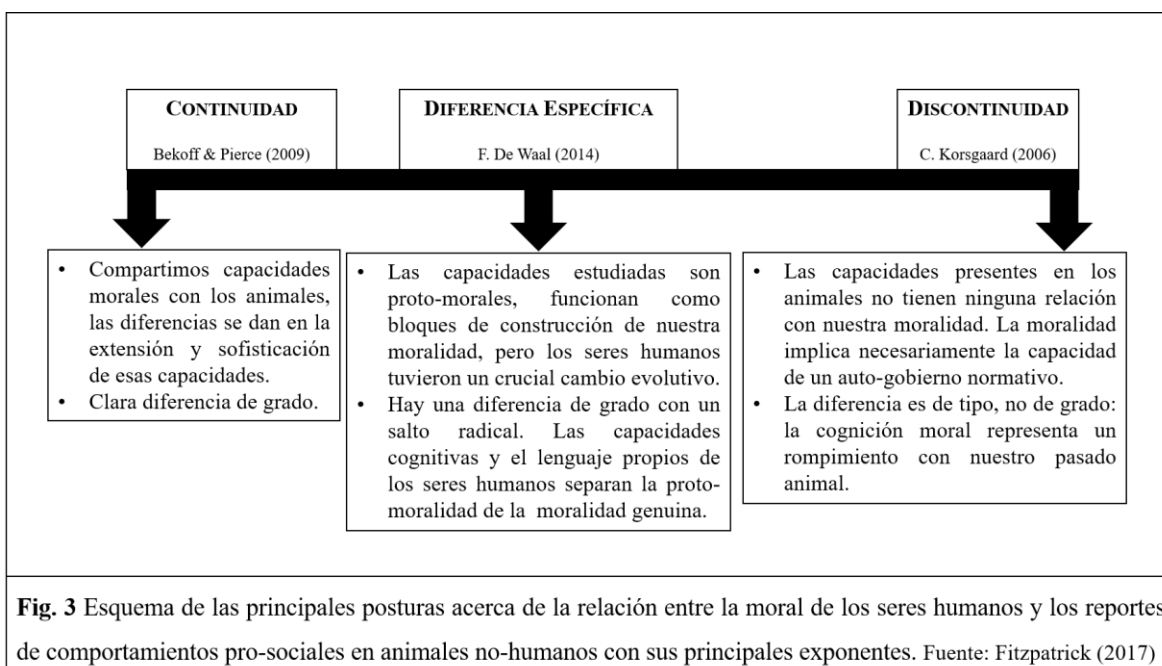 CONTINUIDAD
Bekoff & Pierce (2009)
DIFERENCIA ESPECÍFICA
F. De Waal (2014)
DISCONTINUIDAD
C. Korsgaard (2006)
• Compartimos capacidades
morales con los animales,
las diferencias se dan en la
extensión y sofisticación
de esas capacidades.
• Clara diferencia de grado.
• Las capacidades estudiadas son
proto-morales, funcionan como
bloques de construcción de nuestra
moralidad, pero los seres humanos
tuvieron un crucial cambio evolutivo.
• Hay una diferencia de grado con un
salto radical. Las capacidades
cognitivas y el lenguaje propios de
los seres humanos separan la proto-
moralidad de la moralidad genuina.
• Las capacidades presentes en los
animales no tienen ninguna relación
con nuestra moralidad. La moralidad
implica necesariamente la capacidad
de un auto-gobierno normativo.
• La diferencia es de tipo, no de grado:
la cognición moral representa un
rompimiento con nuestro pasado
animal.
Fig. 3 Esquema de las principales posturas acerca de la relación entre la moral de los seres humanos y los reportes
de comportamientos pro-sociales en animales no-humanos con sus principales exponentes. Fuente: Fitzpatrick (2017)